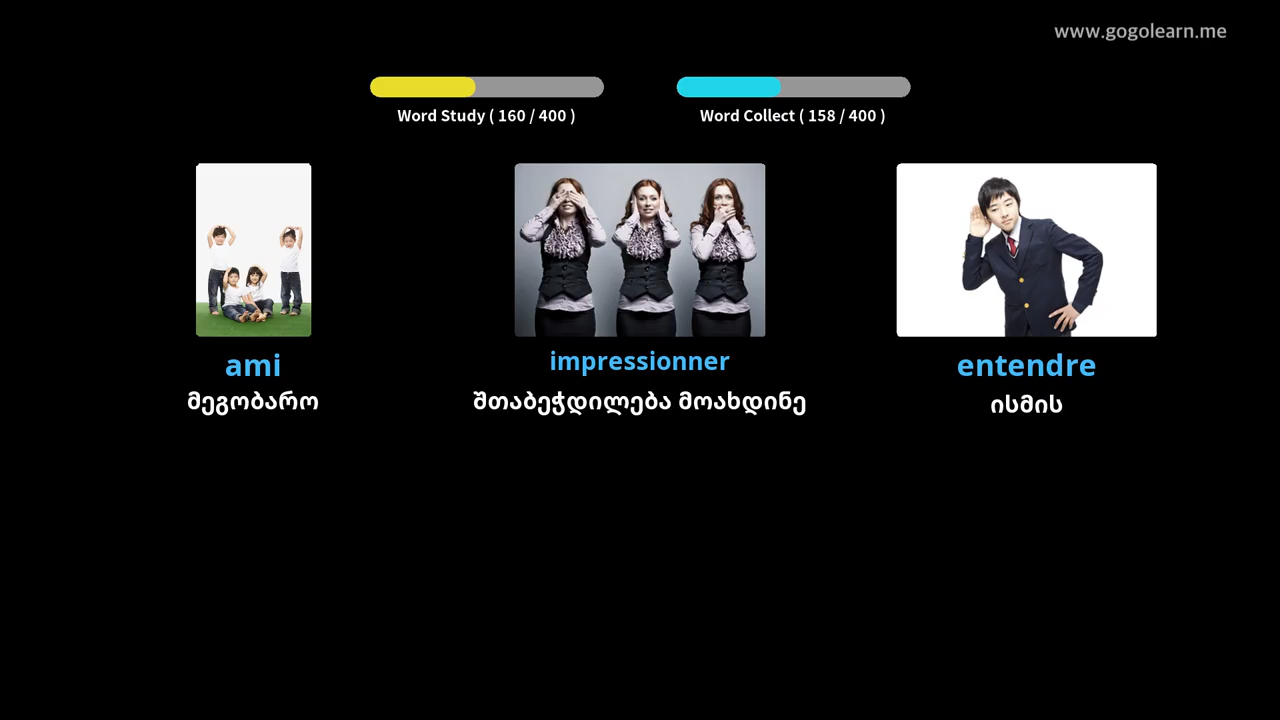 www.gogolearn.me
Word Study ( 160 / 400 )
Word Collect ( 158 / 400 )
ami
მეგობარო
impressionner
შთაბეჭდილება მოახდინე
entendre
ისმის